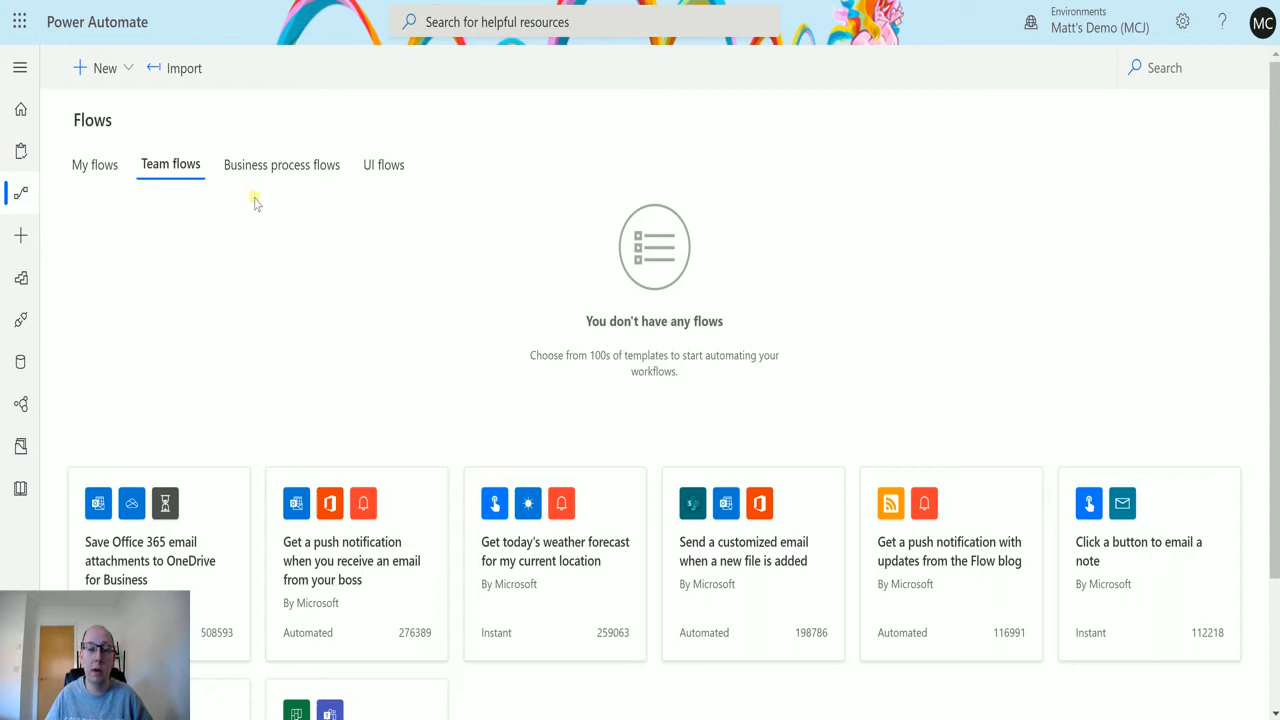 Power Automate
Search for helpful resources
Environments
Matt's Demo (MCJ)
?
MC
New
Import
Search
Flows
My flows
Team flows
Business process flows
UI flows
You don't have any flows
Choose from 100s of templates to start automating your
workflows.
Save Office 365 email
attachments to OneDrive
for Business
508593
Get a push notification
when you receive an email
from your boss
By Microsoft
Automated
276389
Get today's weather forecast
for my current location
By Microsoft
Instant
259063
Send a customized email
when a new file is added
By Microsoft
Automated
198786
Get a push notification with
updates from the Flow blog
By Microsoft
Automated
116991
Click a button to email a
note
By Microsoft
Instant
112218